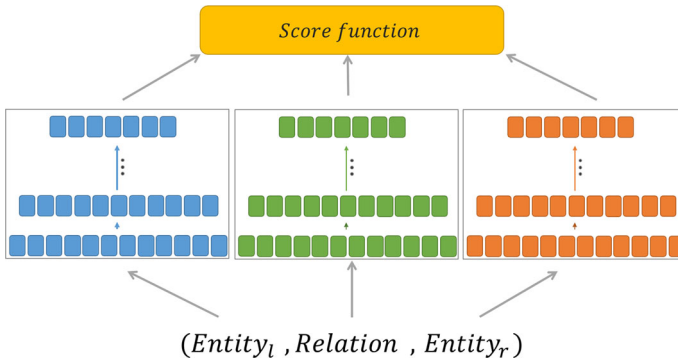 Score function
(Entity_l , Relation , Entity_r)